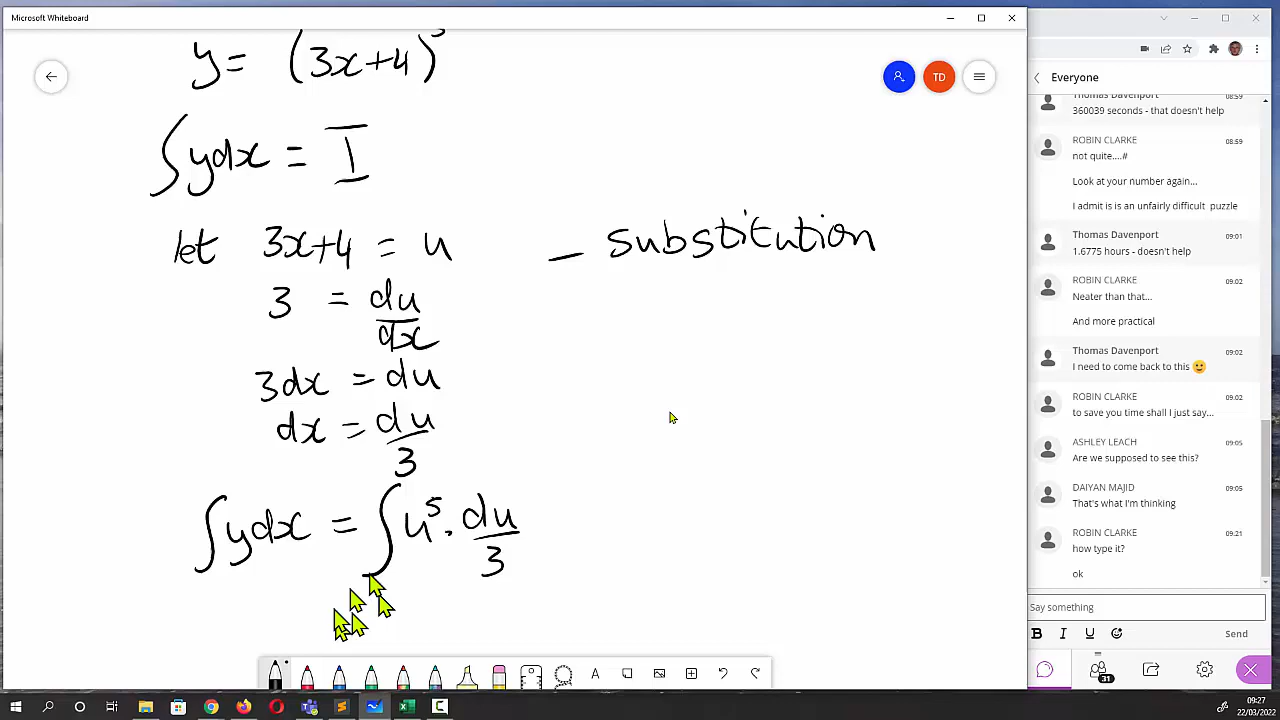 Microsoft Whiteboard
y = (3x+4)⁵
TD
∫ydx = I
let 3x+4 = u — substitution
3 = du/dx
3dx = du
dx = du/3
∫ydx = ∫u⁵ · du/3
A
Everyone
Thomas Davenport 08:59
360039 seconds - that doesn't help
ROBIN CLARKE 08:59
not quite....#
Look at your number again...
I admit is is an unfairly difficult puzzle
Thomas Davenport 09:01
1.6775 hours - doesn't help
ROBIN CLARKE 09:02
Neater than that...
And more practical
Thomas Davenport 09:02
I need to come back to this 😉
ROBIN CLARKE 09:02
to save you time shall I just say...
ASHLEY LEACH 09:05
Are we supposed to see this?
DAIYAN MAJID 09:05
That's what I'm thinking
ROBIN CLARKE 09:21
how type it?
ok
Say something
B I U Send
31
09:27
22/03/2022